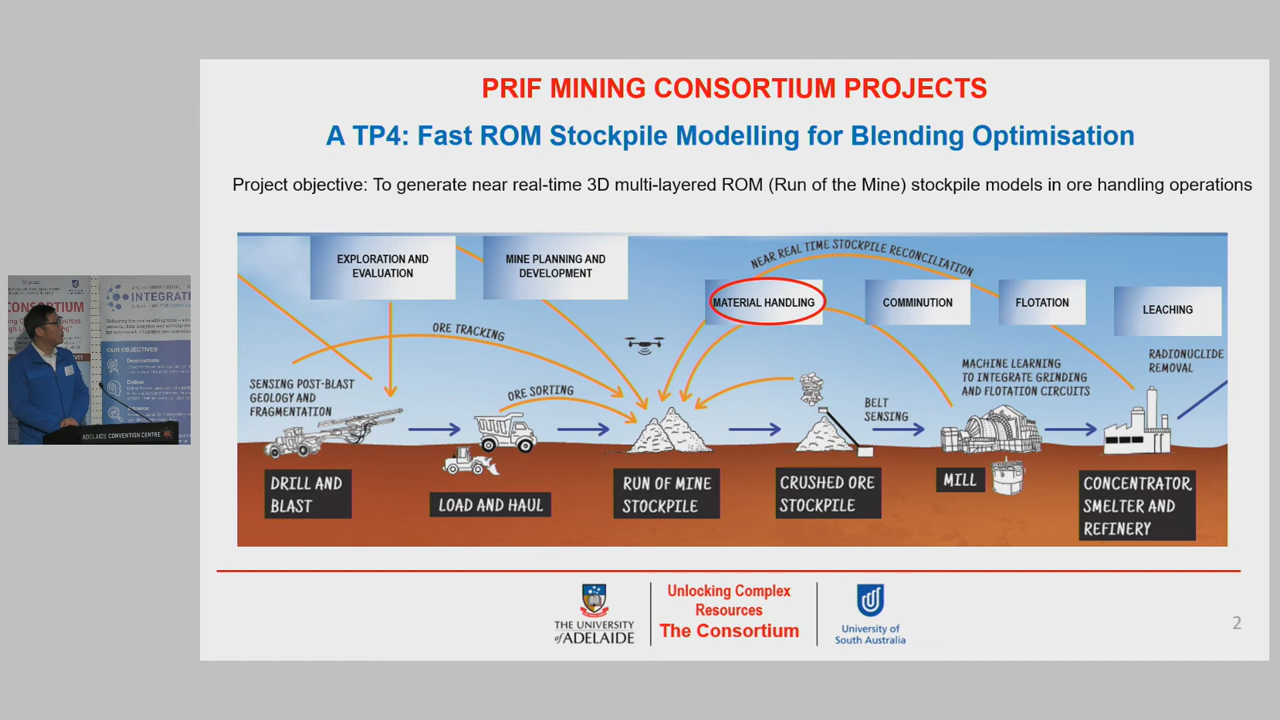 PRIF MINING CONSORTIUM PROJECTS
A TP4: Fast ROM Stockpile Modelling for Blending Optimisation
Project objective: To generate near real-time 3D multi-layered ROM (Run of the Mine) stockpile models in ore handling operations
EXPLORATION AND
EVALUATION
MINE PLANNING AND
DEVELOPMENT
NEAR REAL TIME STOCKPILE RECONCILIATION
MATERIAL HANDLING
COMMINUTION
FLOTATION
LEACHING
ORE TRACKING
ORE SORTING
SENSING POST-BLAST
GEOLOGY AND
FRAGMENTATION
BELT
SENSING
MACHINE LEARNING
TO INTEGRATE GRINDING
AND FLOTATION CIRCUITS
RADIONUCLIDE
REMOVAL
DRILL AND
BLAST
LOAD AND HAUL
RUN OF MINE
STOCKPILE
CRUSHED ORE
STOCKPILE
MILL
CONCENTRATOR,
SMELTER AND
REFINERY
THE UNIVERSITY
of ADELAIDE
Unlocking Complex
Resources
The Consortium
University of
South Australia
2
INTEGRAT
OUR OBJECTIVES
Demonstrate
Deliver
ADELAIDE CONVENTION CENTRE